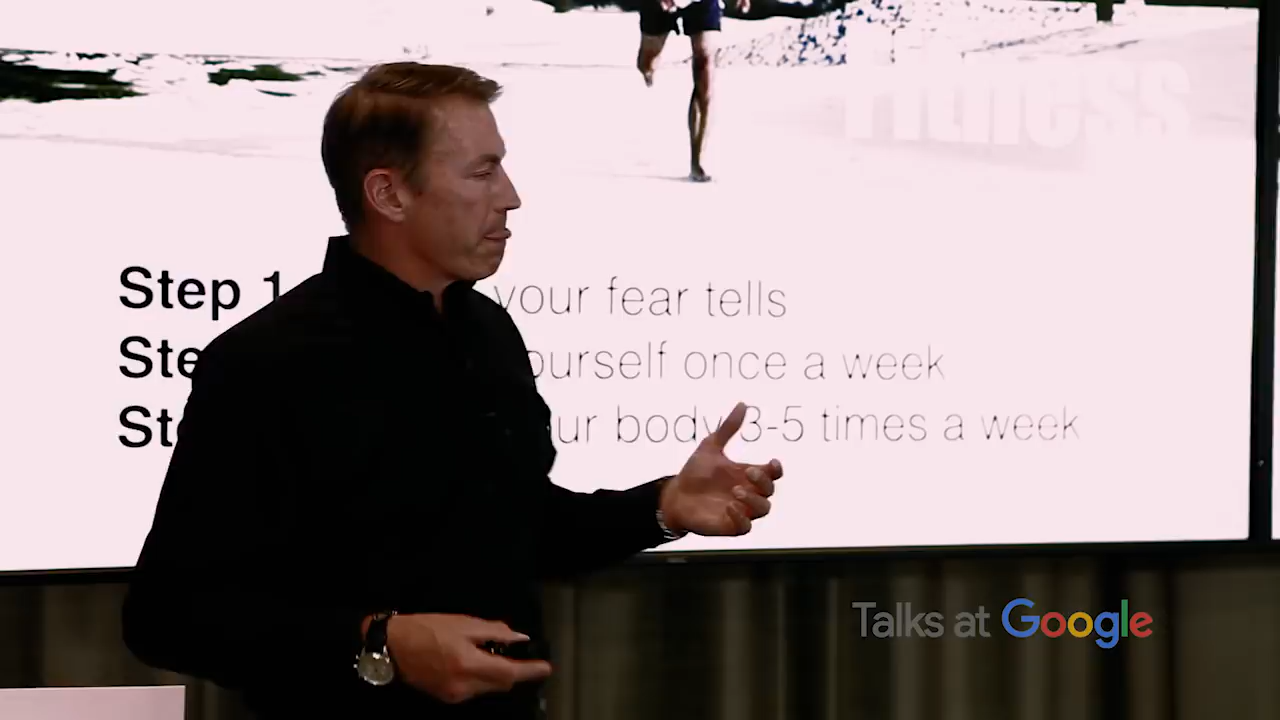 fitness
Step 1 your fear tells
Ste ourself once a week
St ur body 3-5 times a week
Talks at Google